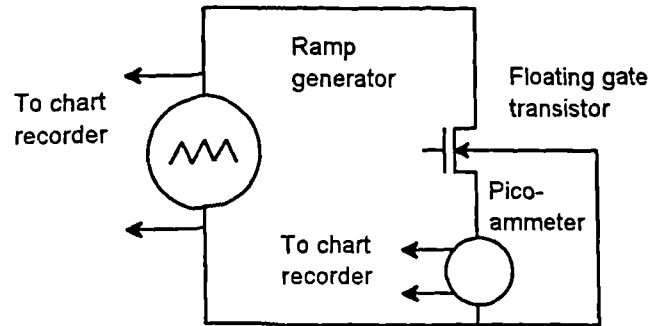 Ramp
generator
Floating gate
transistor
To chart
recorder
Pico-
ammeter
To chart
recorder